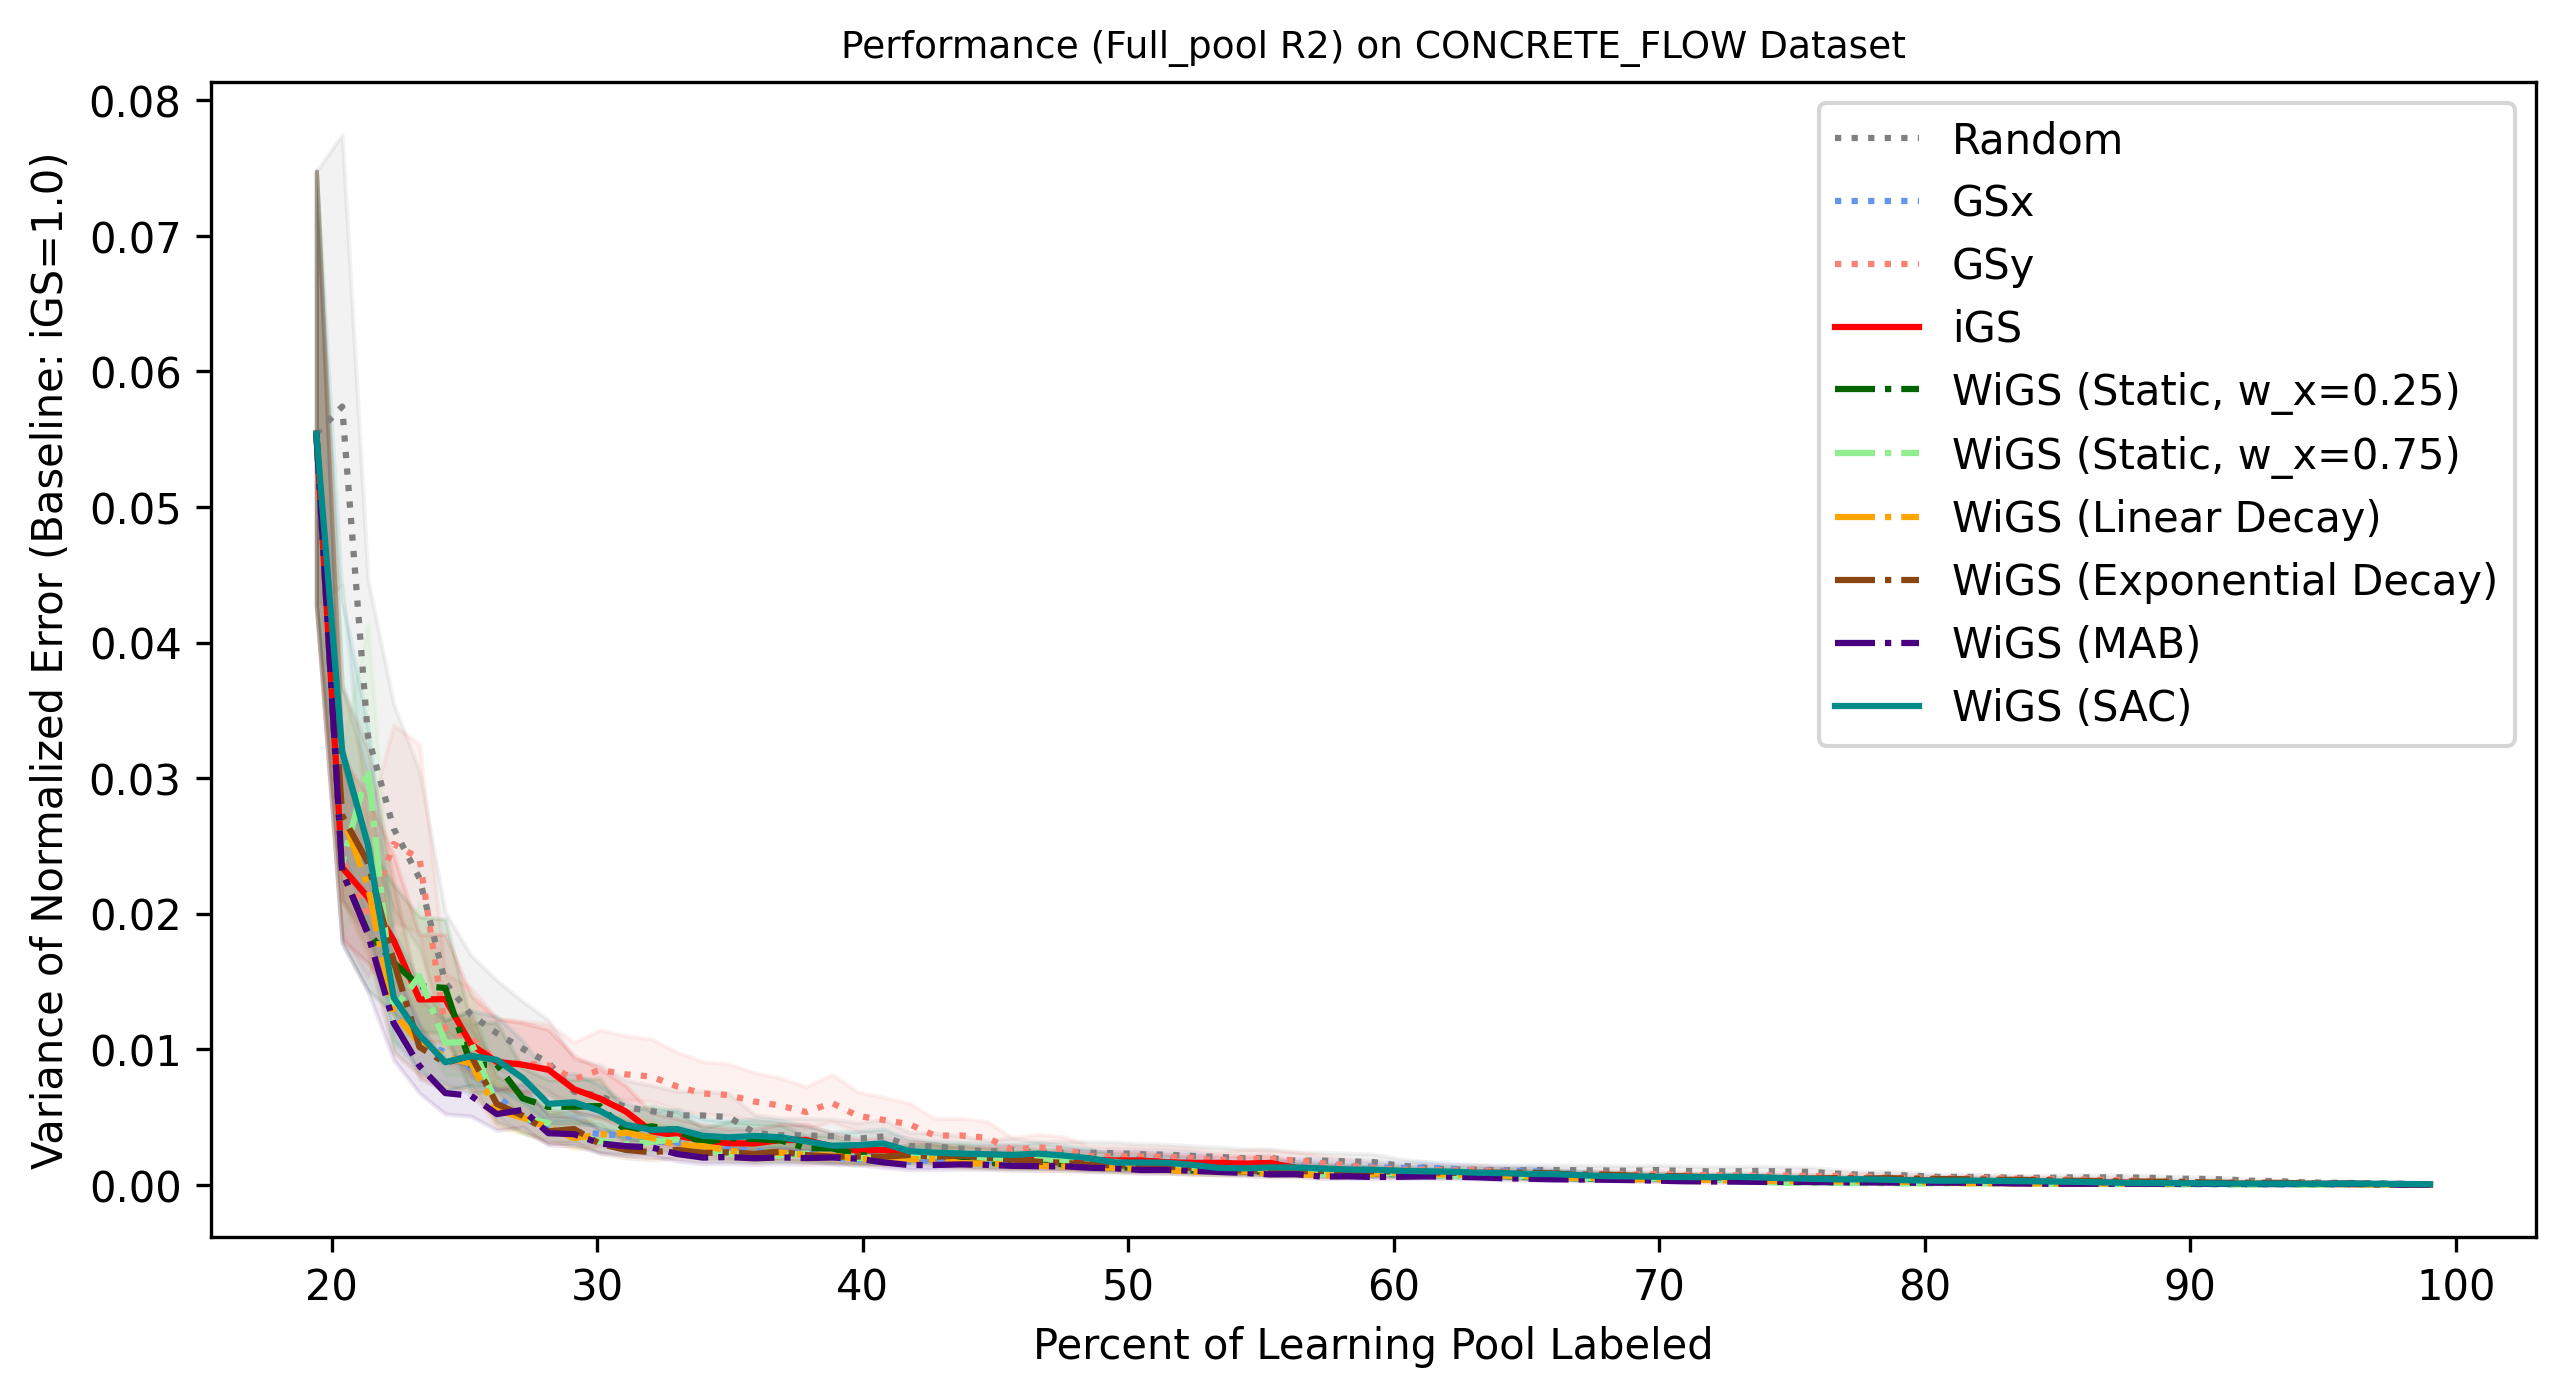 Performance (Full_pool R2) on CONCRETE_FLOW Dataset
Variance of Normalized Error (Baseline: iGS=1.0)
0.08
0.07
0.06
0.05
0.04
0.03
0.02
0.01
0.00
Random
GSx
GSy
iGS
WiGS (Static, w_x=0.25)
WiGS (Static, w_x=0.75)
WiGS (Linear Decay)
WiGS (Exponential Decay)
WiGS (MAB)
WiGS (SAC)
20 30 40 50 60 70 80 90 100
Percent of Learning Pool Labeled